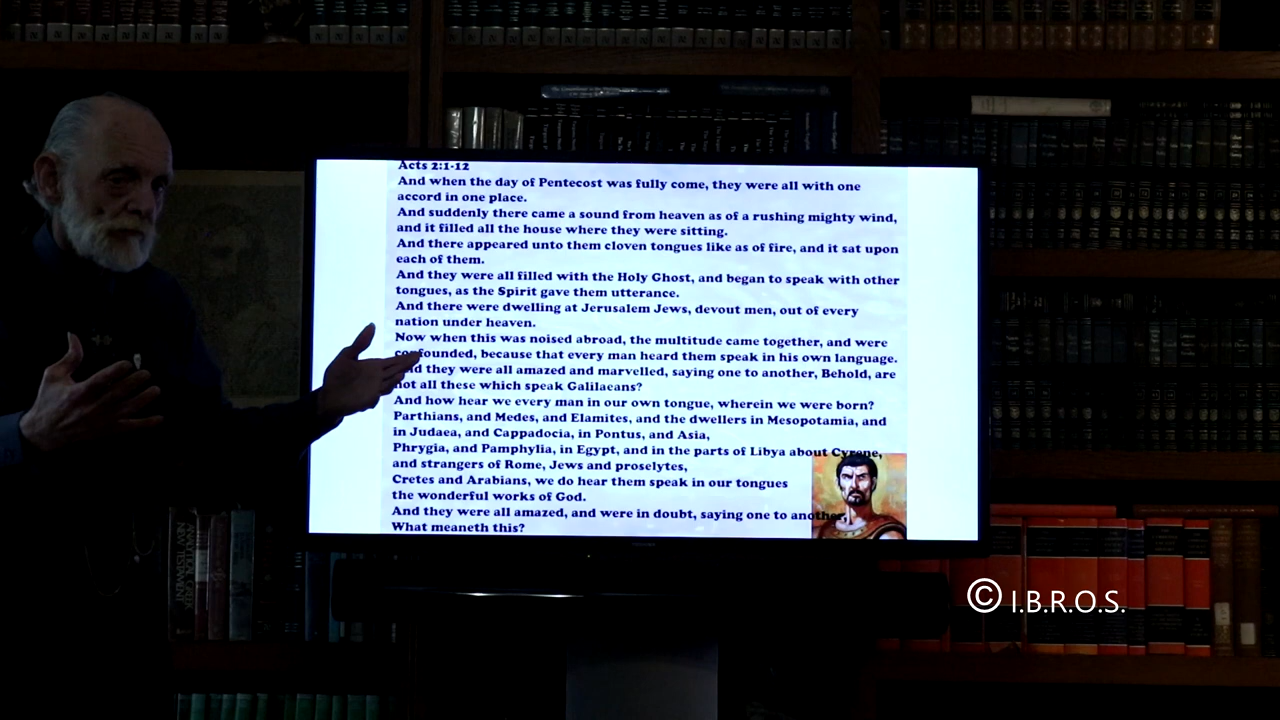 Acts 2:1-12
And when the day of Pentecost was fully come, they were all with one
accord in one place.
And suddenly there came a sound from heaven as of a rushing mighty wind,
and it filled all the house where they were sitting.
And there appeared unto them cloven tongues like as of fire, and it sat upon
each of them.
And they were all filled with the Holy Ghost, and began to speak with other
tongues, as the Spirit gave them utterance.
And there were dwelling at Jerusalem Jews, devout men, out of every
nation under heaven.
Now when this was noised abroad, the multitude came together, and were
confounded, because that every man heard them speak in his own language.
And they were all amazed and marvelled, saying one to another, Behold, are
not all these which speak Galilaeans?
And how hear we every man in our own tongue, wherein we were born?
Parthians, and Medes, and Elamites, and the dwellers in Mesopotamia, and
in Judaea, and Cappadocia, in Pontus, and Asia,
Phrygia, and Pamphylia, in Egypt, and in the parts of Libya about Cyrene,
and strangers of Rome, Jews and proselytes,
Cretes and Arabians, we do hear them speak in our tongues
the wonderful works of God.
And they were all amazed, and were in doubt, saying one to another,
What meaneth this?
© I.B.R.O.S.